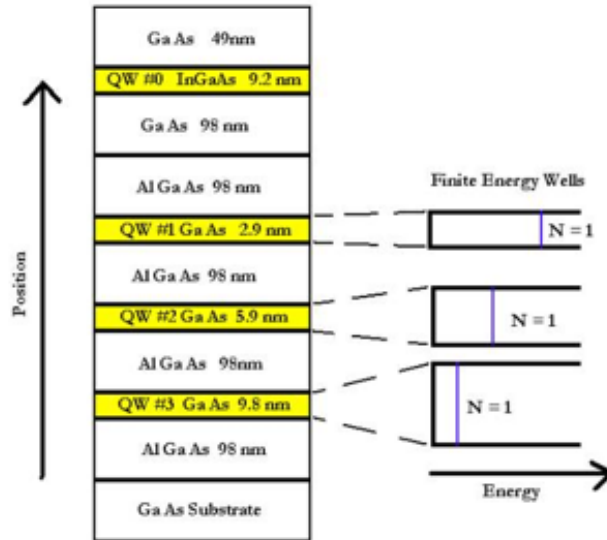 Ga As 49nm
QW #0 InGaAs 9.2 nm
Ga As 98 nm
Al Ga As 98 nm
QW #1 Ga As 2.9 nm
Al Ga As 98 nm
QW #2 Ga As 5.9 nm
Al Ga As 98nm
QW #3 Ga As 9.8 nm
Al Ga As 98 nm
Ga As Substrate
Position
Finite Energy Wells
N = 1
N = 1
N = 1
Energy